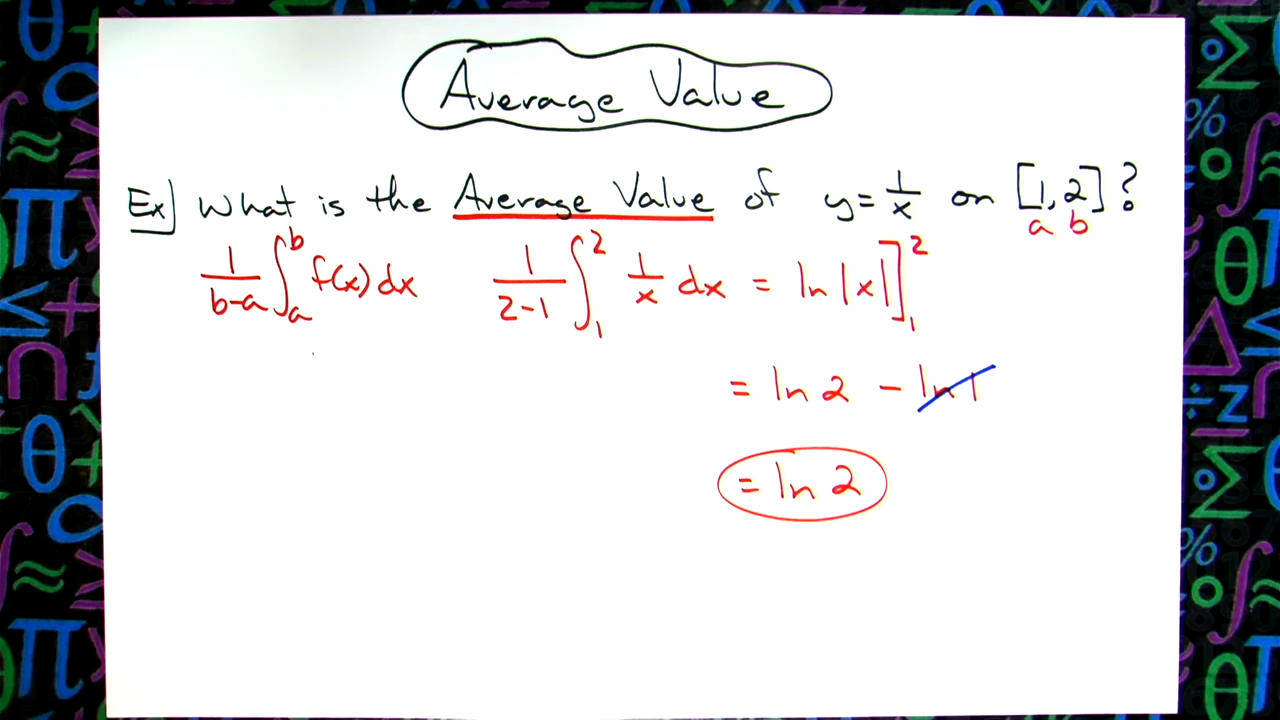 Average Value
Ex] What is the Average Value of y = 1/x on [1, 2]?
a b
1/(b-a) ∫_a^b f(x) dx 1/(2-1) ∫_1^2 1/x dx = ln |x| ]_1^2
= ln 2 - ln 1
= ln 2